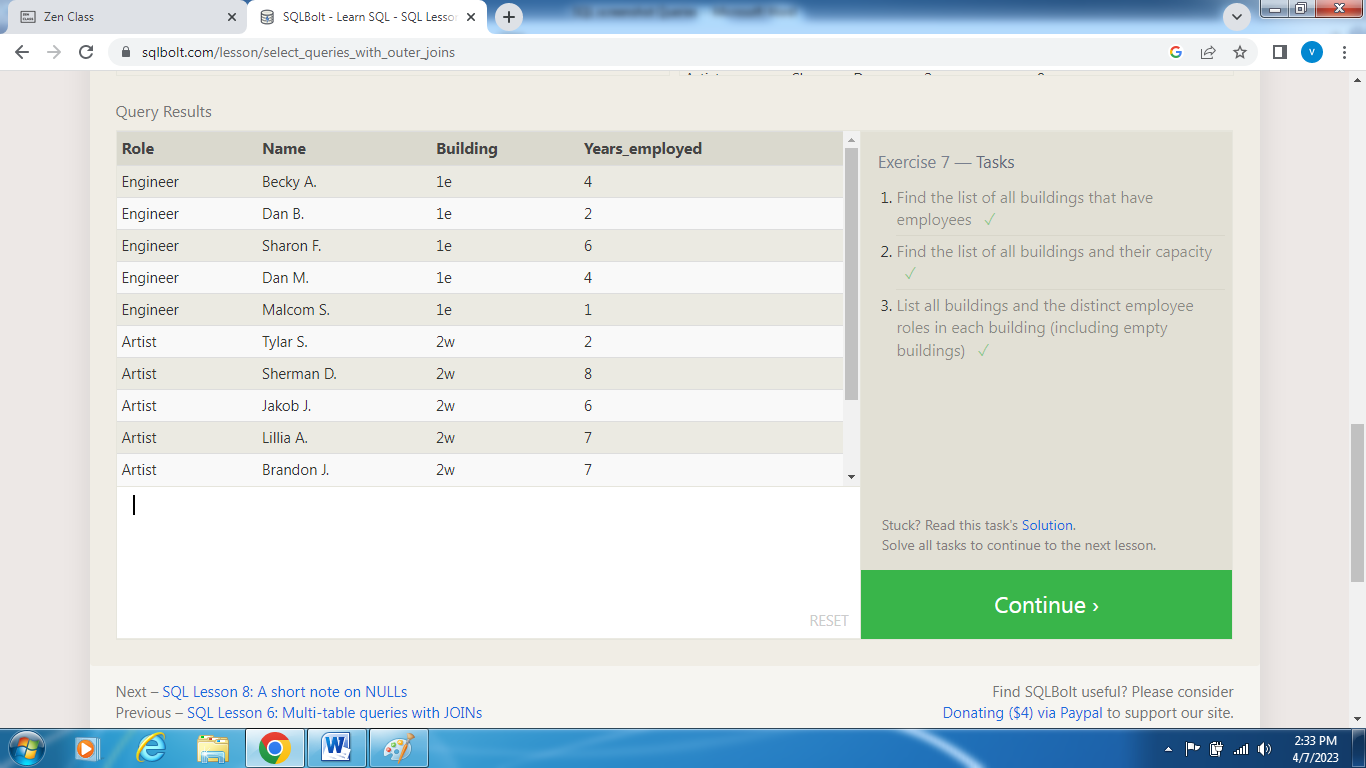 Zen Class
SQLBolt - Learn SQL - SQL Lesso
sqlbolt.com/lesson/select_queries_with_outer_joins
V
Query Results
Role Name Building Years_employed
Engineer Becky A. 1e 4
Engineer Dan B. 1e 2
Engineer Sharon F. 1e 6
Engineer Dan M. 1e 4
Engineer Malcom S. 1e 1
Artist Tylar S. 2w 2
Artist Sherman D. 2w 8
Artist Jakob J. 2w 6
Artist Lillia A. 2w 7
Artist Brandon J. 2w 7
RESET
Exercise 7 — Tasks
1. Find the list of all buildings that have
employees ✓
2. Find the list of all buildings and their capacity
✓
3. List all buildings and the distinct employee
roles in each building (including empty
buildings) ✓
Stuck? Read this task's Solution.
Solve all tasks to continue to the next lesson.
Continue ›
Next – SQL Lesson 8: A short note on NULLs
Previous – SQL Lesson 6: Multi-table queries with JOINs
Find SQLBolt useful? Please consider
Donating ($4) via Paypal to support our site.
2:33 PM
4/7/2023